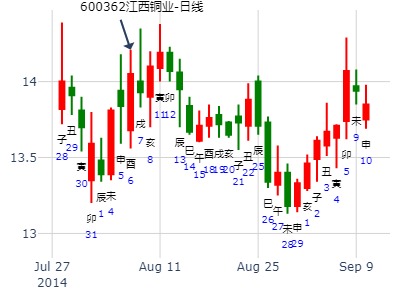 600362江西铜业-日线
14
13.5
13
子
28
丑
29
寅
30
卯
31
辰
1
未
4
申
5
酉
6
戌
7
亥
8
寅
11
卯
12
辰
13
巳
14
午
15
酉
18
戌
19
亥
20
子
21
丑
22
辰
25
巳
26
午
27
未
28
申
29
亥
1
子
2
丑
3
寅
4
卯
5
未
9
申
10
Jul 27
2014
Aug 11
Aug 25
Sep 9